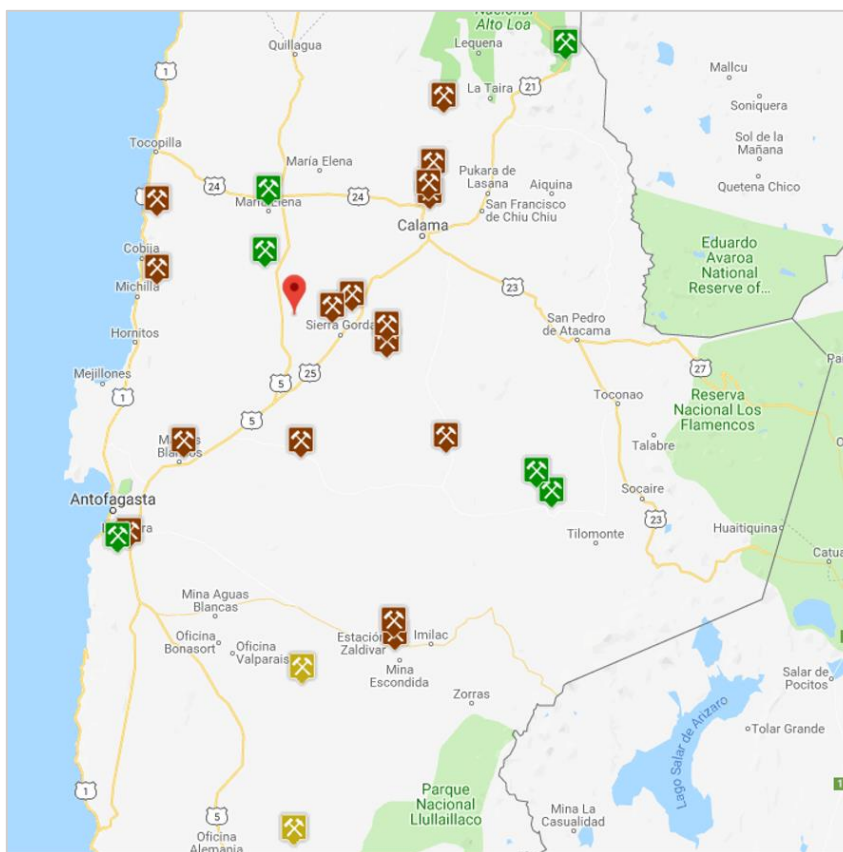 Nacional
Alto Loa
Quillagua
Lequena
Mallcu
1
21
La Taira
Soniquera
Tocopilla
María Elena
Sol de la
Mañana
24
24
Pukara de
Lasana
Aiquina
Quetena Chico
María Elena
San Francisco
de Chiu Chiu
Calama
Cobija
Eduardo
Avaroa
National
Reserve of...
Michilla
23
Hornitos
Sierra Gorda
San Pedro
de Atacama
Mejillones
5
25
27
1
Toconao
Reserva
Nacional Los
Flamencos
5
Talabre
Blancos
Antofagasta
Socaire
23
Tilomonte
Huaitiquina
Catua
Mina Aguas
Blancas
Oficina
Bonasort
Oficina
Valparais
Estación
Zaldivar
Imilac
Mina
Escondida
Salar de
Pocitos
Zorras
Lago Salar de Arizaro
Tolar Grande
1
5
Parque
Nacional
Llullaillaco
Mina La
Casualidad
Oficina
Alemania